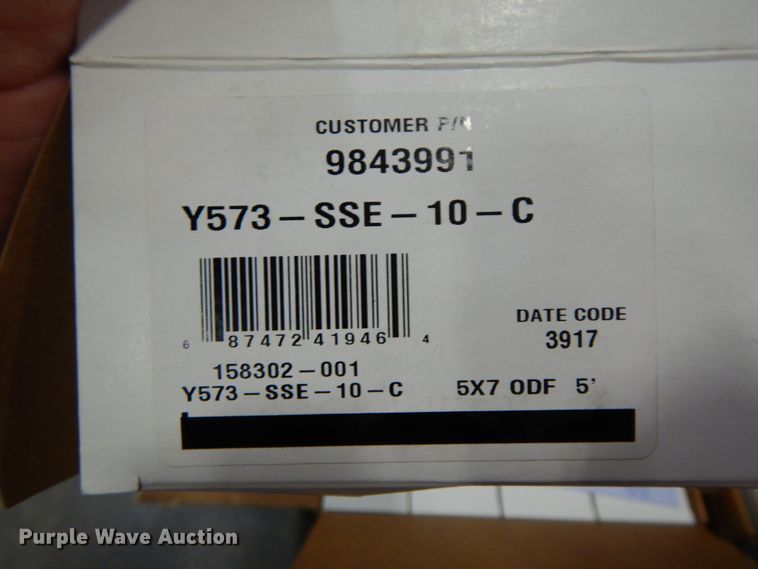 CUSTOMER P/N
9843991
Y573-SSE-10-C
6 87472 41946 4
DATE CODE
3917
158302-001
Y573-SSE-10-C 5X7 ODF 5'
Purple Wave Auction